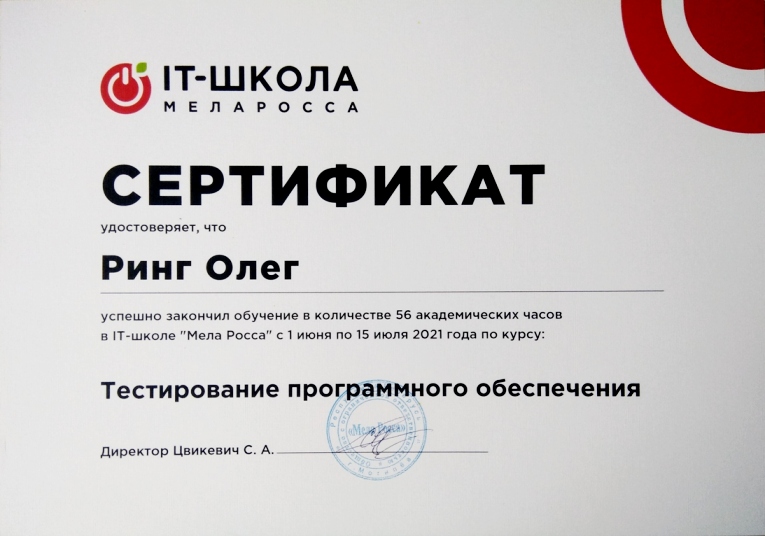 IT-ШКОЛА
МЕЛАРОССА
СЕРТИФИКАТ
удостоверяет, что
Ринг Олег
успешно закончил обучение в количестве 56 академических часов
в IT-школе "Мела Росса" с 1 июня по 15 июля 2021 года по курсу:
Тестирование программного обеспечения
«Мела Росса»
Директор Цвикевич С. А.